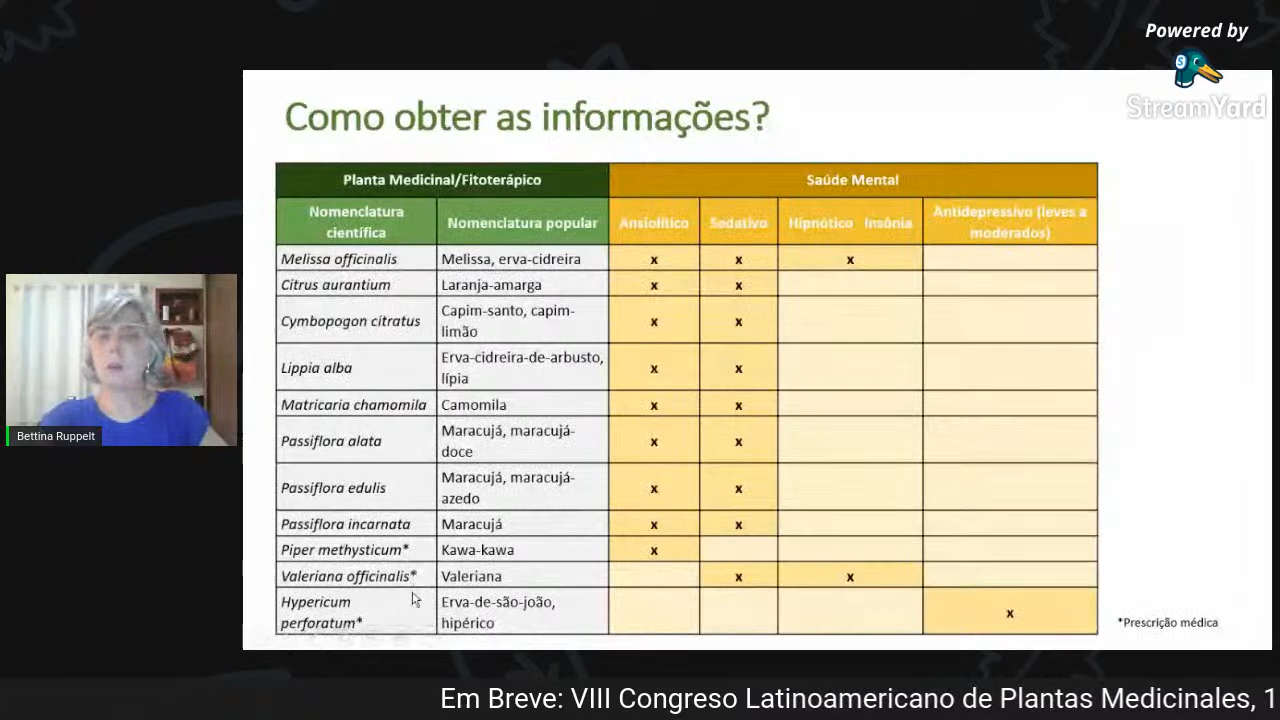 Powered by
StreamYard
Como obter as informações?
Planta Medicinal/Fitoterápico
Saúde Mental
Nomenclatura
científica
Nomenclatura popular
Ansiolítico
Sedativo
Hipnótico Insônia
Antidepressivo (leves a
moderados)
Melissa officinalis
Melissa, erva-cidreira
x
x
x
Citrus aurantium
Laranja-amarga
x
x
Cymbopogon citratus
Capim-santo, capim-
limão
x
x
Lippia alba
Erva-cidreira-de-arbusto,
lípia
x
x
Matricaria chamomila
Camomila
x
x
Passiflora alata
Maracujá, maracujá-
doce
x
x
Passiflora edulis
Maracujá, maracujá-
azedo
x
x
Passiflora incarnata
Maracujá
x
x
Piper methysticum*
Kawa-kawa
x
Valeriana officinalis*
Valeriana
x
x
Hypericum
perforatum*
Erva-de-são-joão,
hipérico
x
*Prescrição médica
Bettina Ruppelt
Em Breve: VIII Congreso Latinoamericano de Plantas Medicinales, 1